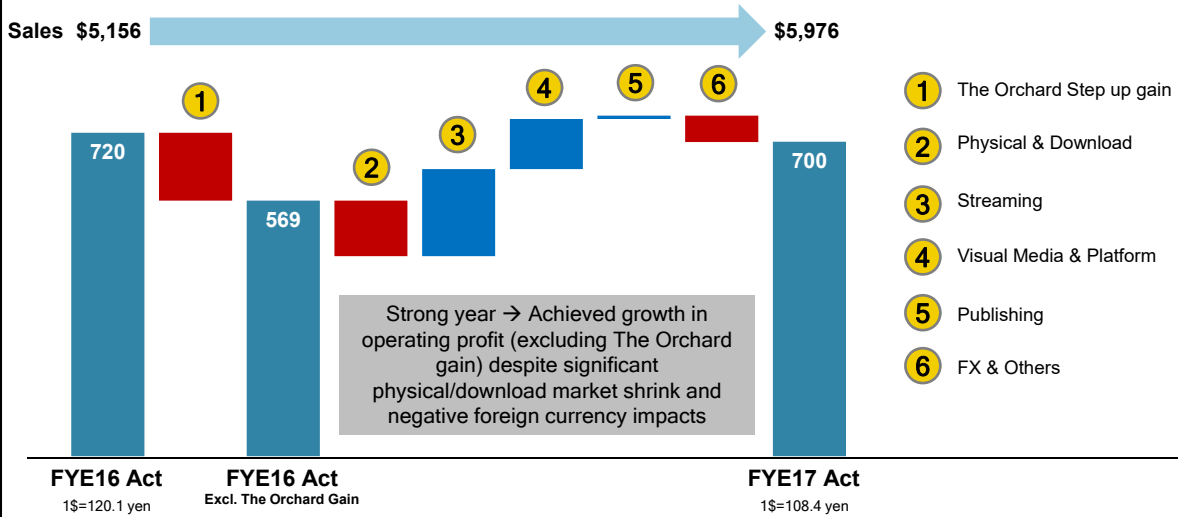 Sales $5,156
$5,976
1
2
3
4
5
6
720
569
700
1 The Orchard Step up gain
2 Physical & Download
3 Streaming
4 Visual Media & Platform
5 Publishing
6 FX & Others
Strong year → Achieved growth in
operating profit (excluding The Orchard
gain) despite significant
physical/download market shrink and
negative foreign currency impacts
FYE16 Act
1$=120.1 yen
FYE16 Act
Excl. The Orchard Gain
FYE17 Act
1$=108.4 yen